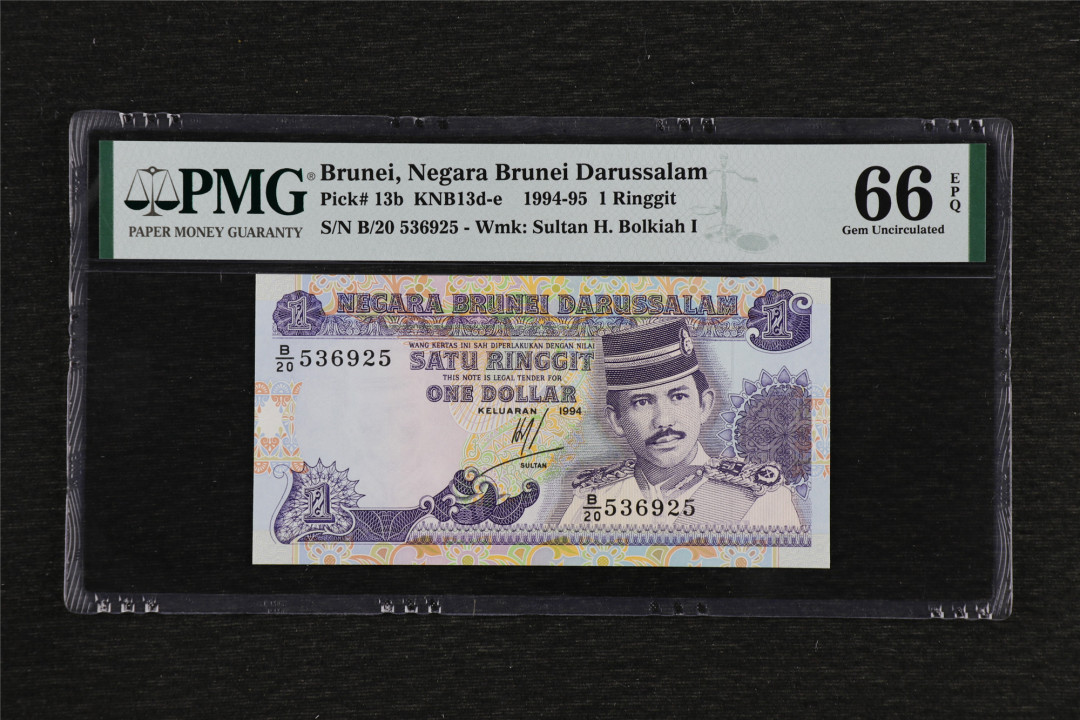 PMG®
PAPER MONEY GUARANTY
Brunei, Negara Brunei Darussalam
Pick# 13b KNB13d-e 1994-95 1 Ringgit
S/N B/20 536925 - Wmk: Sultan H. Bolkiah I
66 EPQ
Gem Uncirculated
1 NEGARA BRUNEI DARUSSALAM 1
B/20 536925
WANG KERTAS INI SAH DIPERLAKUKAN DENGAN NILAI
SATU RINGGIT
THIS NOTE IS LEGAL TENDER FOR
ONE DOLLAR
KELUARAN 1994
SULTAN
1
B/20 536925